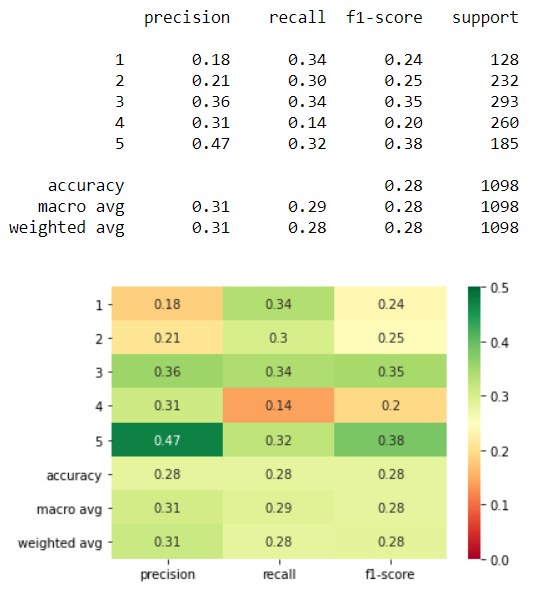 precision recall f1-score support
1 0.18 0.34 0.24 128
2 0.21 0.30 0.25 232
3 0.36 0.34 0.35 293
4 0.31 0.14 0.20 260
5 0.47 0.32 0.38 185
accuracy 0.28 1098
macro avg 0.31 0.29 0.28 1098
weighted avg 0.31 0.28 0.28 1098
1 0.18 0.34 0.24
2 0.21 0.3 0.25
3 0.36 0.34 0.35
4 0.31 0.14 0.2
5 0.47 0.32 0.38
accuracy 0.28 0.28 0.28
macro avg 0.31 0.29 0.28
weighted avg 0.31 0.28 0.28
precision recall f1-score
0.5
0.4
0.3
0.2
0.1
0.0